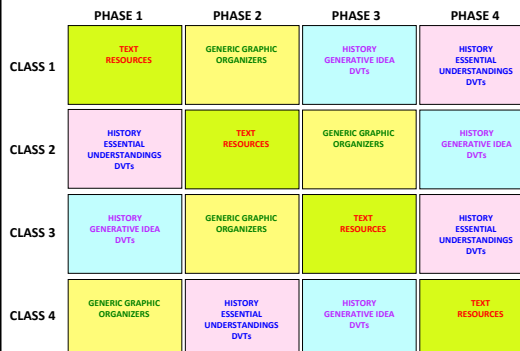 PHASE 1 PHASE 2 PHASE 3 PHASE 4
CLASS 1
TEXT
RESOURCES
GENERIC GRAPHIC
ORGANIZERS
HISTORY
GENERATIVE IDEA
DVTs
HISTORY
ESSENTIAL
UNDERSTANDINGS
DVTs
CLASS 2
HISTORY
ESSENTIAL
UNDERSTANDINGS
DVTs
TEXT
RESOURCES
GENERIC GRAPHIC
ORGANIZERS
HISTORY
GENERATIVE IDEA
DVTs
CLASS 3
HISTORY
GENERATIVE IDEA
DVTs
GENERIC GRAPHIC
ORGANIZERS
TEXT
RESOURCES
HISTORY
ESSENTIAL
UNDERSTANDINGS
DVTs
CLASS 4
GENERIC GRAPHIC
ORGANIZERS
HISTORY
ESSENTIAL
UNDERSTANDINGS
DVTs
HISTORY
GENERATIVE IDEA
DVTs
TEXT
RESOURCES